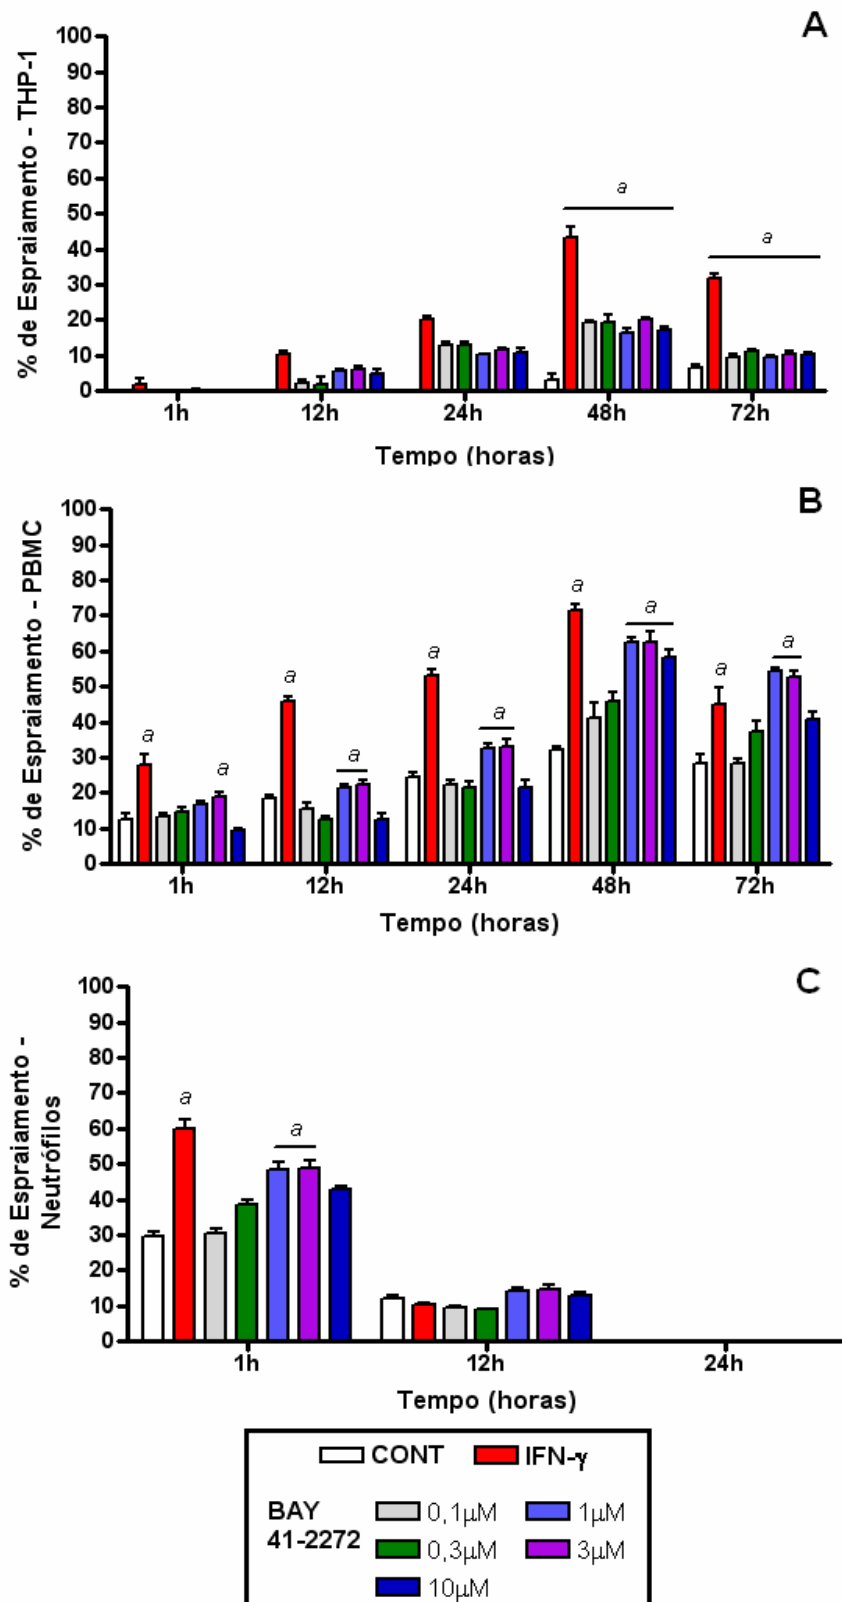 A
% de Espraiamento - THP-1
100
90
80
70
60
50
40
30
20
10
0
a
a
1h
12h
24h
48h
72h
Tempo (horas)
B
% de Espraiamento - PBMC
100
90
80
70
60
50
40
30
20
10
0
a
a
a
a
a
a
a
a
a
a
1h
12h
24h
48h
72h
Tempo (horas)
C
% de Espraiamento -
Neutrófilos
100
90
80
70
60
50
40
30
20
10
0
a
a
1h
12h
24h
Tempo (horas)
CONT
IFN-γ
BAY
41-2272
0,1µM
1µM
0,3µM
3µM
10µM